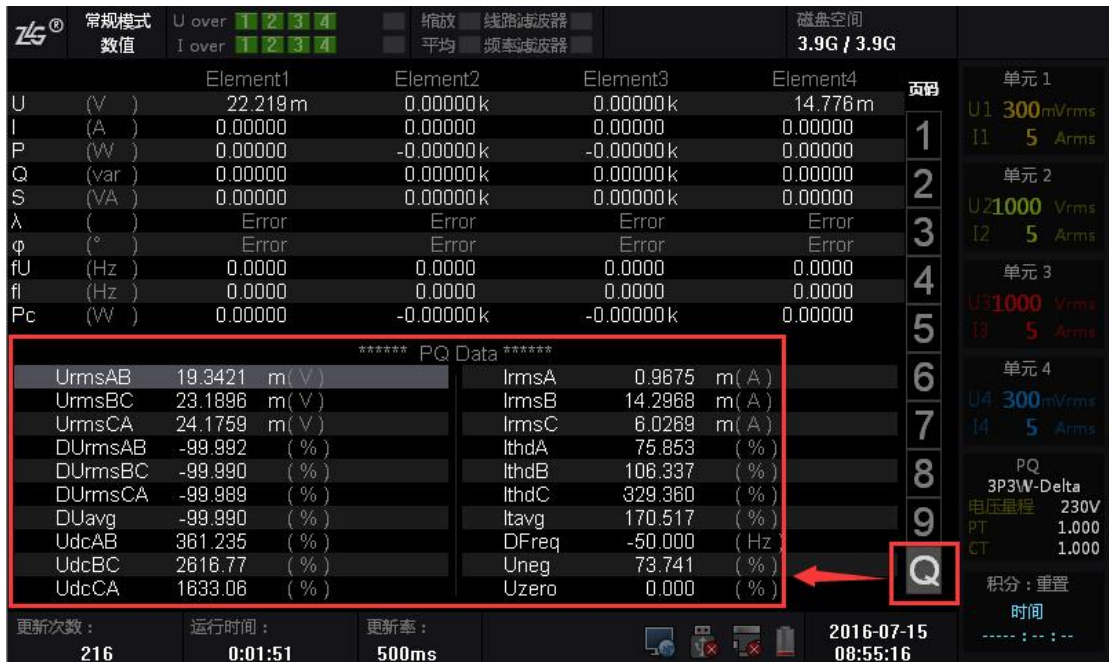 ZLG® 常规模式 U over 1 2 3 4 缩放 线路滤波器 磁盘空间
数值 I over 1 2 3 4 平均 频率滤波器 3.9G / 3.9G
Element1 Element2 Element3 Element4 页码
U (V ) 22.219m 0.00000k 0.00000k 14.776m
I (A ) 0.00000 0.00000 0.00000 0.00000 1
P (W ) 0.00000 -0.00000k -0.00000k 0.00000
Q (var ) 0.00000 0.00000k 0.00000k 0.00000 2
S (VA ) 0.00000 0.00000k 0.00000k 0.00000
λ ( ) Error Error Error Error 3
φ (° ) Error Error Error Error
fU (Hz ) 0.0000 0.0000 0.0000 0.0000 4
fI (Hz ) 0.0000 0.0000 0.0000 0.0000
Pc (W ) 0.00000 -0.00000k -0.00000k 0.00000 5
****** PQ Data ******
UrmsAB 19.3421 m( V ) IrmsA 0.9675 m( A ) 6
UrmsBC 23.1896 m( V ) IrmsB 14.2968 m( A )
UrmsCA 24.1759 m( V ) IrmsC 6.0269 m( A ) 7
DUrmsAB -99.992 ( % ) IthdA 75.853 ( % )
DUrmsBC -99.990 ( % ) IthdB 106.337 ( % ) 8
DUrmsCA -99.989 ( % ) IthdC 329.360 ( % )
DUavg -99.990 ( % ) Itavg 170.517 ( % ) 9
UdcAB 361.235 ( % ) DFreq -50.000 ( Hz )
UdcBC 2616.77 ( % ) Uneg 73.741 ( % ) Q
UdcCA 1633.06 ( % ) Uzero 0.000 ( % )
单元 1
U1 300mVrms
I1 5 Arms
单元 2
U2 1000 Vrms
I2 5 Arms
单元 3
U3 1000 Vrms
I3 5 Arms
单元 4
U4 300mVrms
I4 5 Arms
PQ
3P3W-Delta
电压量程 230V
PT 1.000
CT 1.000
积分：重置
时间
----- : -- : --
更新次数： 运行时间： 更新率： 2016-07-15
216 0:01:51 500ms 08:55:16